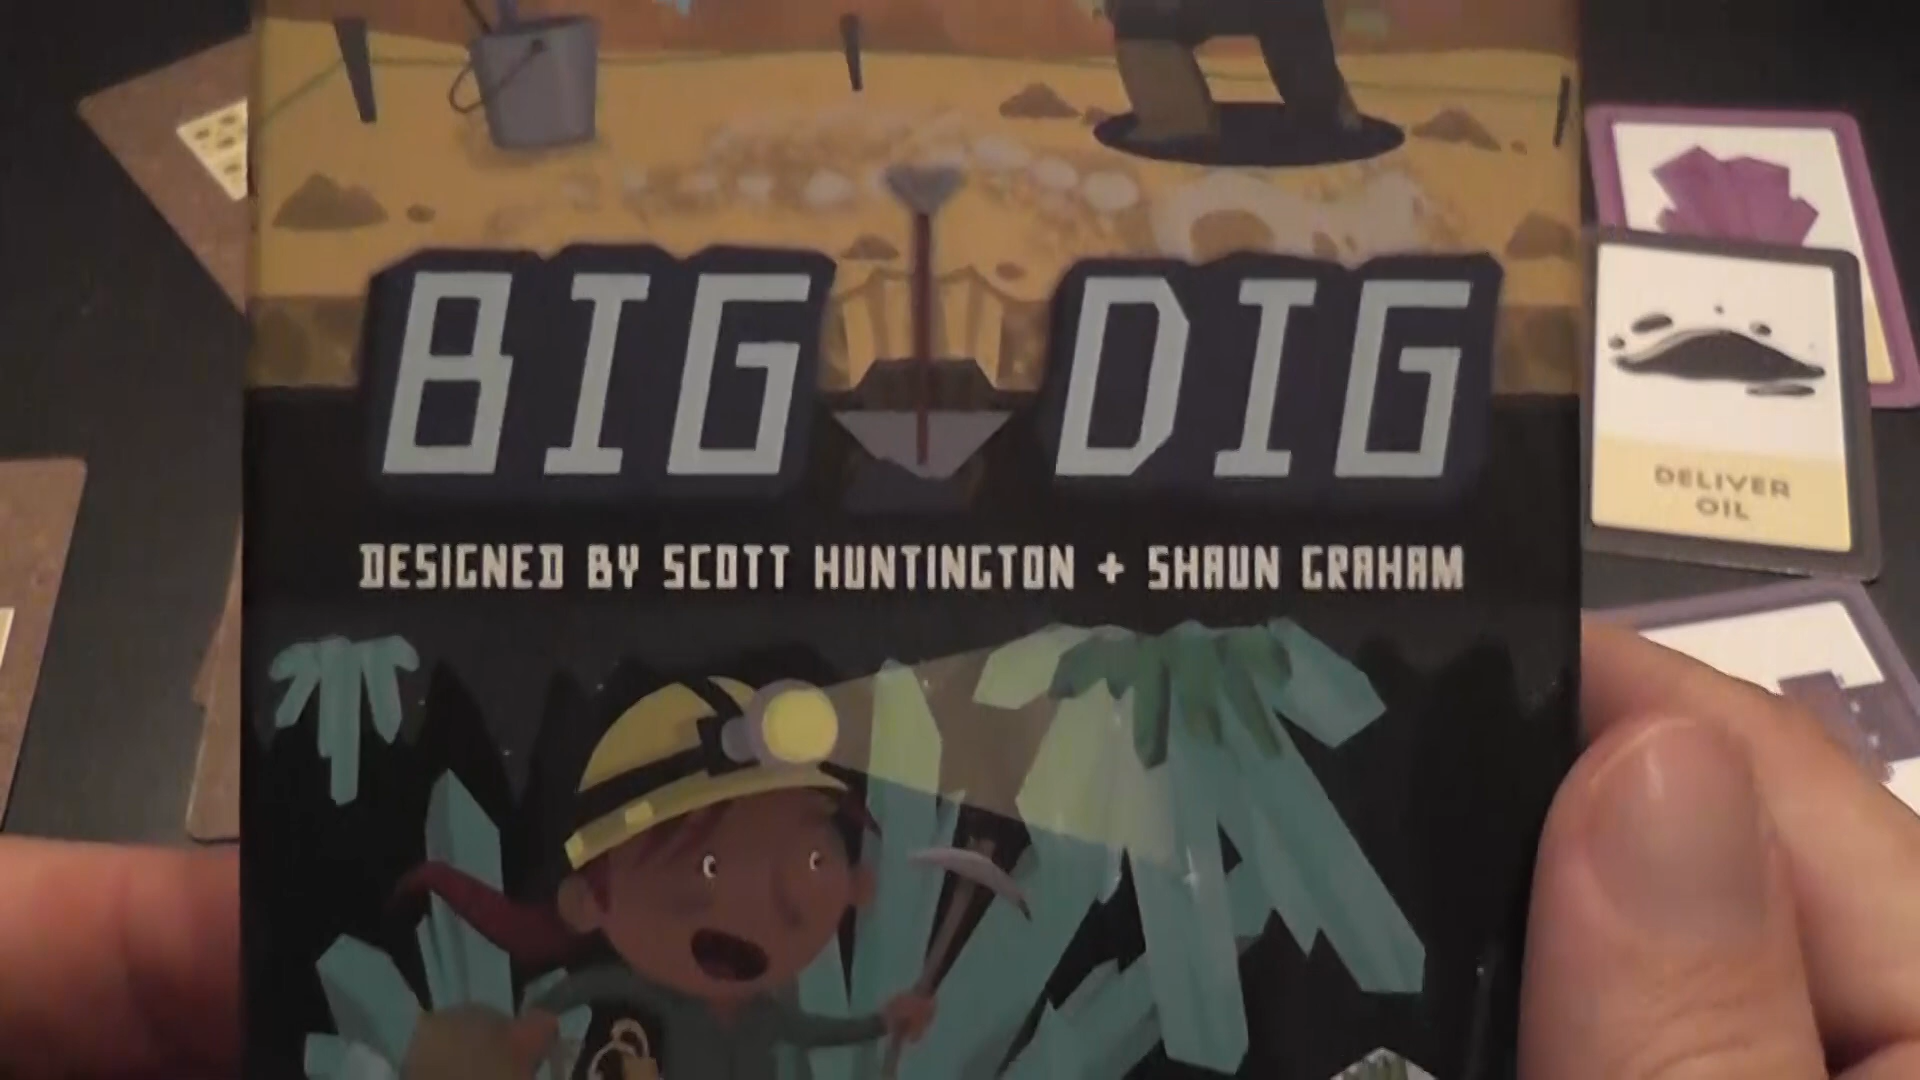 BIG DIG
DESIGNED BY SCOTT HUNTINGTON + SHAUN GRAHAM
DELIVER
OIL